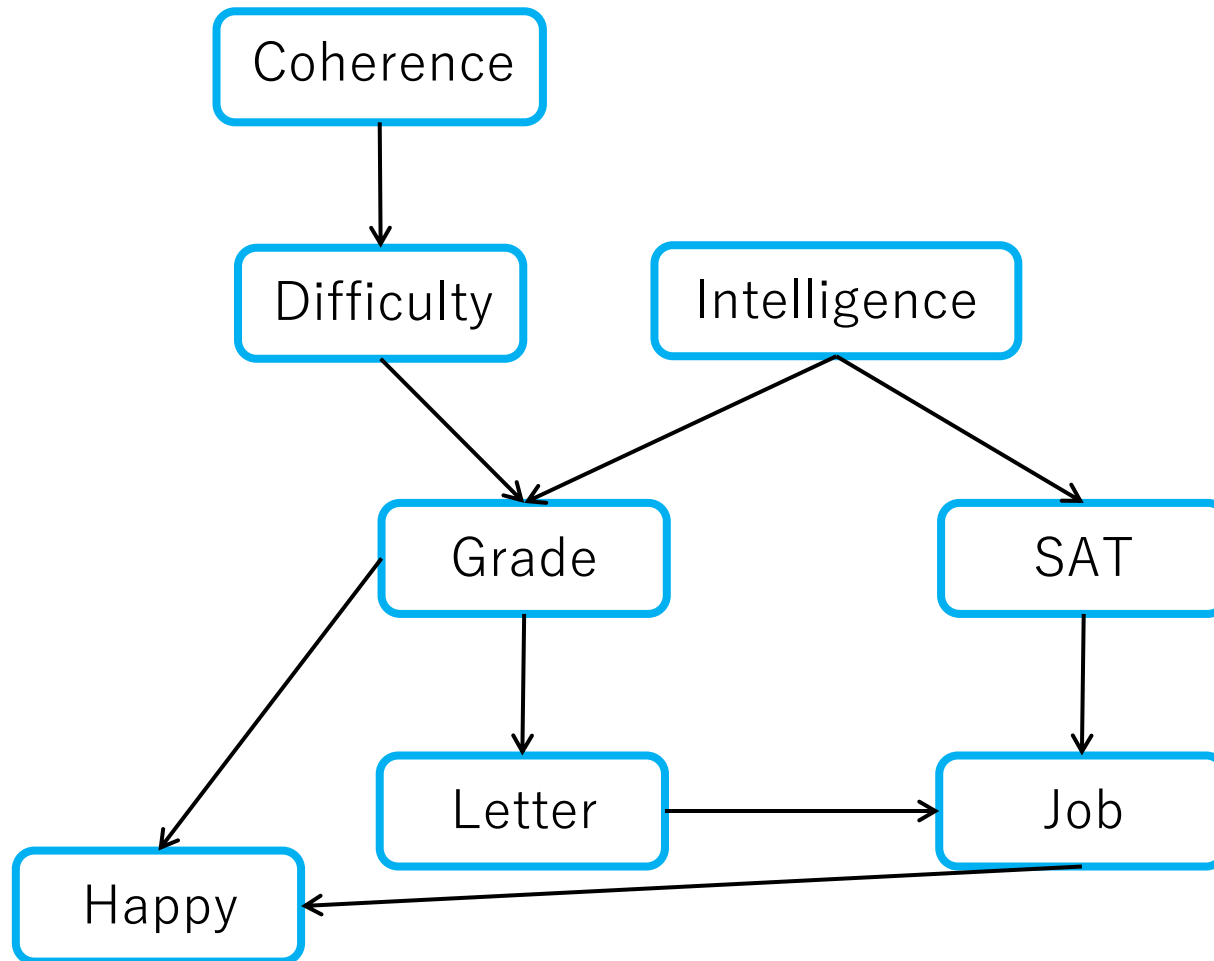 Coherence
Difficulty
Intelligence
Grade
SAT
Letter
Job
Happy